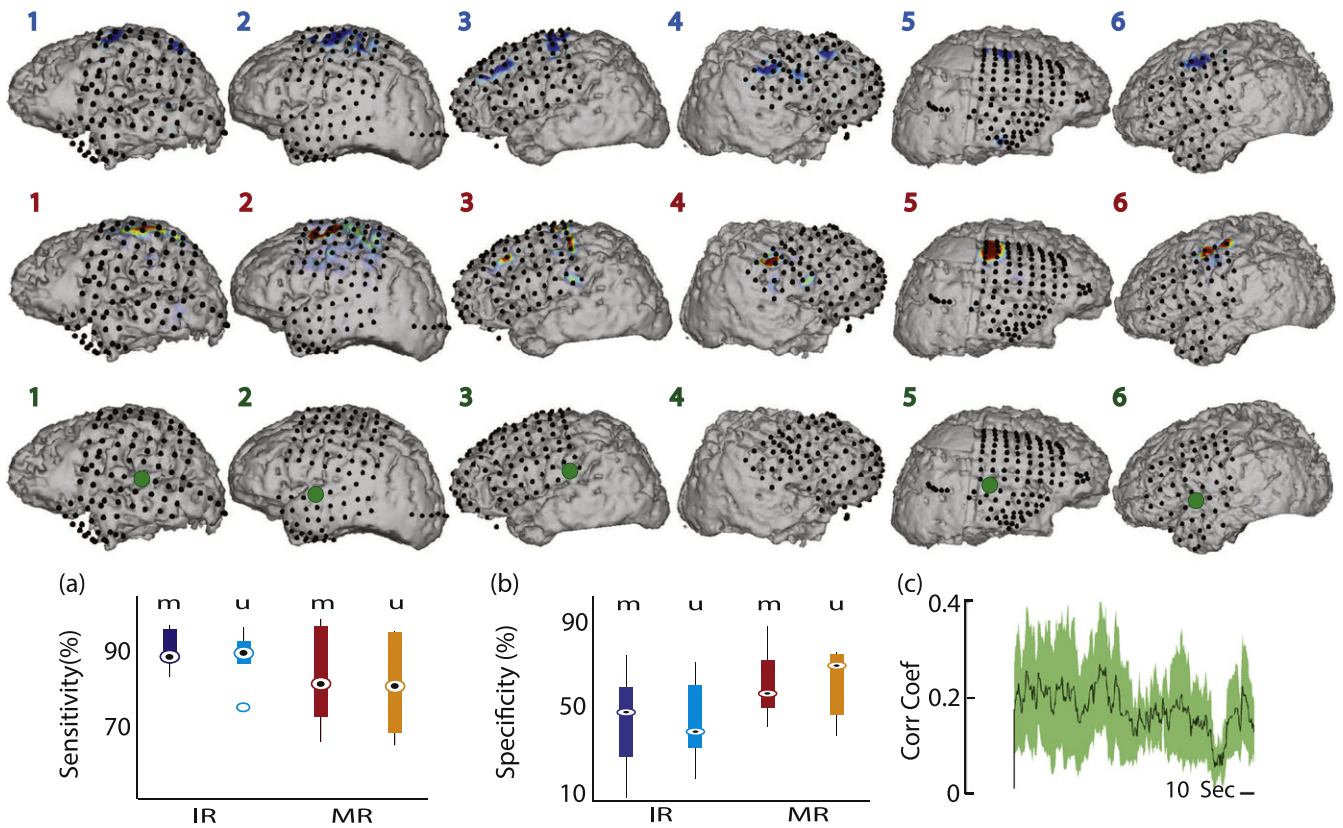 1 2 3 4 5 6
1 2 3 4 5 6
1 2 3 4 5 6
(a) (b) (c)
m u m u
m u m u
Sensitivity(%)
90
70
IR MR
Specificity (%)
90
50
10
IR MR
Corr Coef
0.4
0.2
0
10 Sec